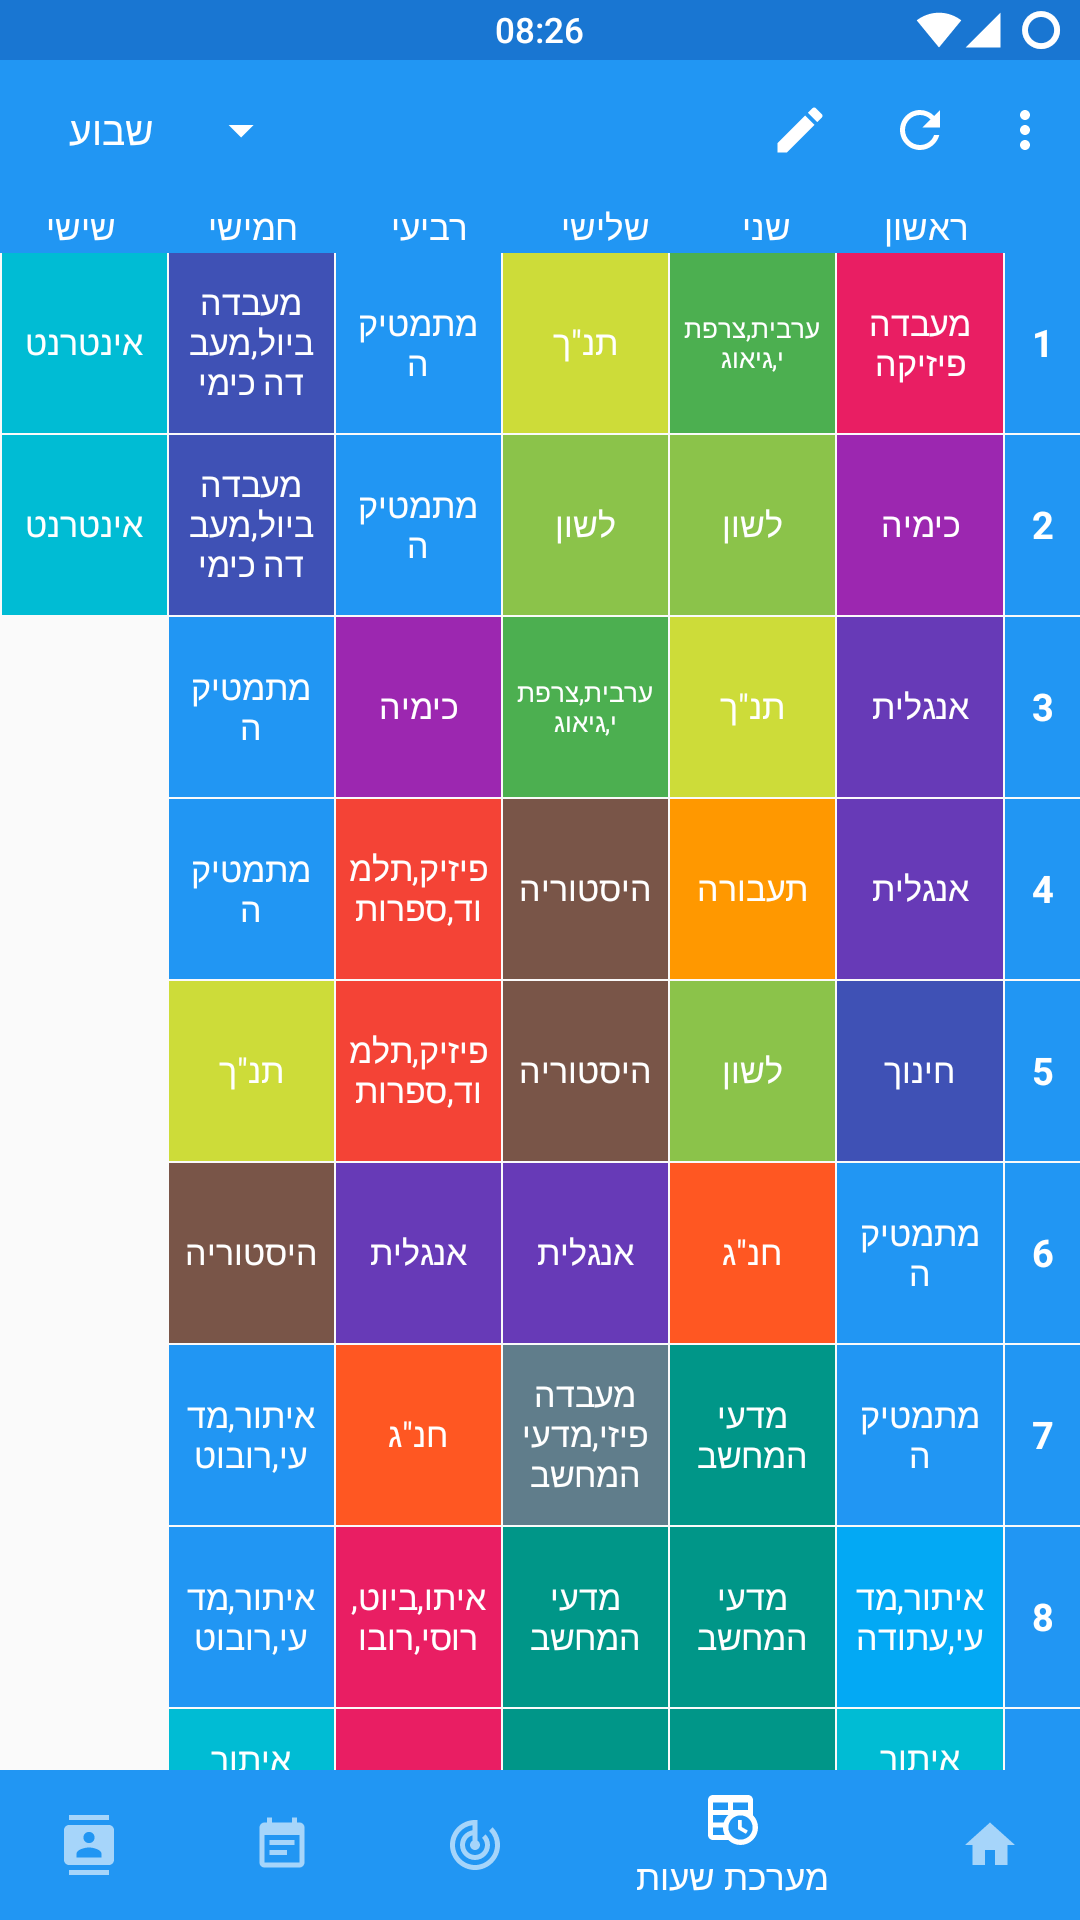 08:26
שבוע
ראשון שני שלישי רביעי חמישי שישי
1
מעבדה
פיזיקה
ערבית,צרפת
י,גיאוג
תנ"ך
מתמטיק
ה
מעבדה
ביול,מעב
דה כימי
אינטרנט
2
כימיה
לשון
לשון
מתמטיק
ה
מעבדה
ביול,מעב
דה כימי
אינטרנט
3
אנגלית
תנ"ך
ערבית,צרפת
י,גיאוג
כימיה
מתמטיק
ה
4
אנגלית
תעבורה
היסטוריה
פיזיק,תלמ
וד,ספרות
מתמטיק
ה
5
חינוך
לשון
היסטוריה
פיזיק,תלמ
וד,ספרות
תנ"ך
6
מתמטיק
ה
חנ"ג
אנגלית
אנגלית
היסטוריה
7
מתמטיק
ה
מדעי
המחשב
מעבדה
פיזי,מדעי
המחשב
חנ"ג
איתור,מד
עי,רובוט
8
איתור,מד
עי,עתודה
מדעי
המחשב
מדעי
המחשב
איתו,ביוט,
רוסי,רובו
איתור,מד
עי,רובוט
איתור
איתור
מערכת שעות